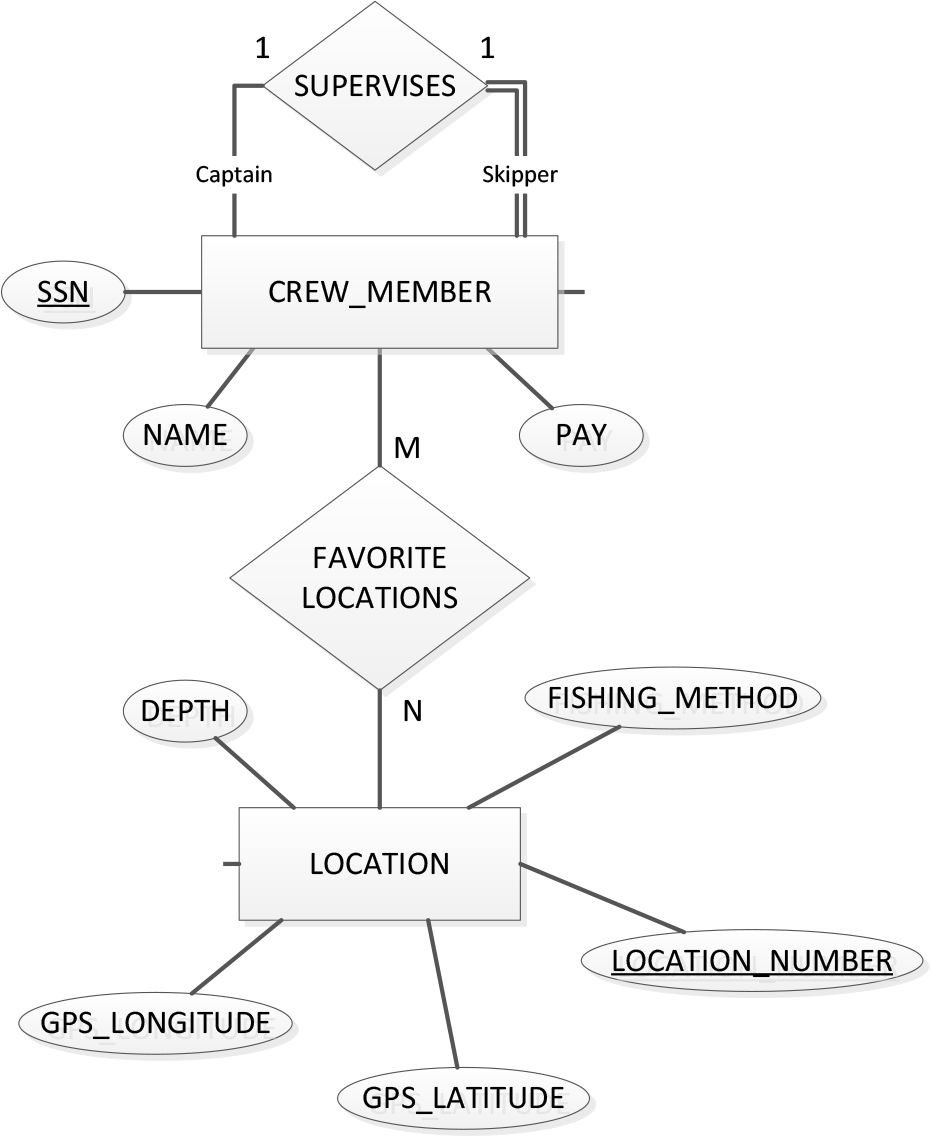 1
1
SUPERVISES
Captain
Skipper
SSN
CREW_MEMBER
NAME
PAY
M
FAVORITE
LOCATIONS
DEPTH
N
FISHING_METHOD
LOCATION
LOCATION_NUMBER
GPS_LONGITUDE
GPS_LATITUDE